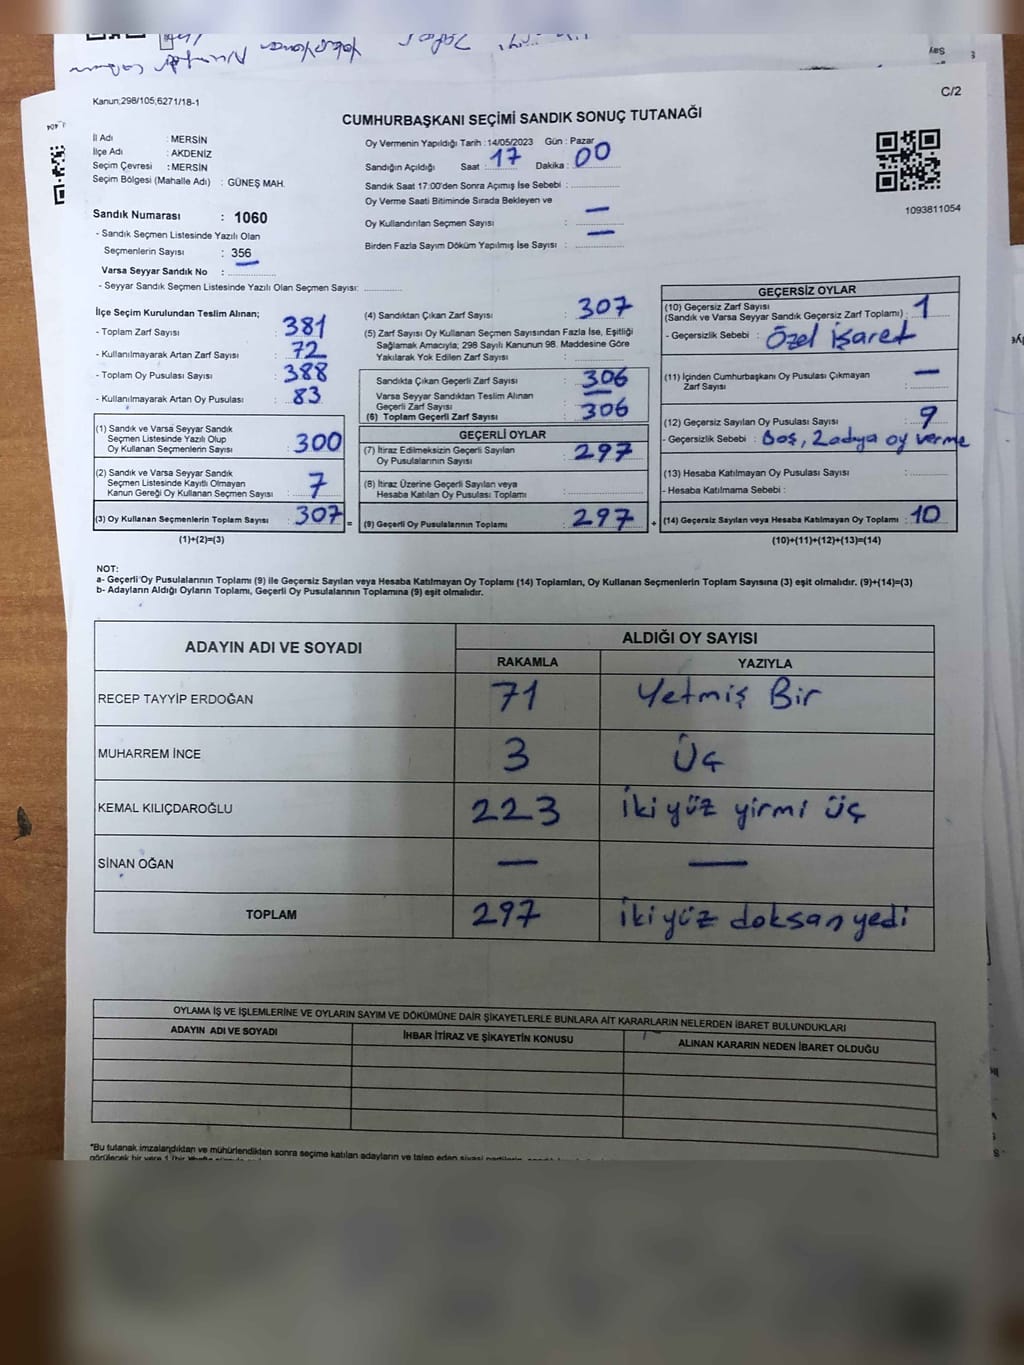 Kanun;298/105,6271/18-1
C/2
CUMHURBAŞKANI SEÇİMİ SANDIK SONUÇ TUTANAĞI
İl Adı : MERSİN
İlçe Adı : AKDENİZ
Seçim Çevresi : MERSİN
Seçim Bölgesi (Mahalle Adı) : GÜNEŞ MAH.
Sandık Numarası : 1060
- Sandık Seçmen Listesinde Yazılı Olan
Seçmenlerin Sayısı : 356
Varsa Seyyar Sandık No :
- Seyyar Sandık Seçmen Listesinde Yazılı Olan Seçmen Sayısı:
Oy Vermenin Yapıldığı Tarih : 14/05/2023 Gün : Pazar
Sandığın Açıldığı Saat : 17 Dakika : 00
Sandık Saat 17:00'den Sonra Açımış İse Sebebi :
Oy Verme Saati Bitiminde Sırada Bekleyen ve
Oy Kullandırılan Seçmen Sayısı : —
Birden Fazla Sayım Döküm Yapılmış İse Sayısı : —
1093811054
İlçe Seçim Kurulundan Teslim Alınan;
- Toplam Zarf Sayısı : 381
- Kullanılmayarak Artan Zarf Sayısı : 72
- Toplam Oy Pusulası Sayısı : 388
- Kullanılmayarak Artan Oy Pusulası : 83
(1) Sandık ve Varsa Seyyar Sandık
Seçmen Listesinde Yazılı Olup
Oy Kullanan Seçmenlerin Sayısı : 300
(2) Sandık ve Varsa Seyyar Sandık
Seçmen Listesinde Kayıtlı Olmayan
Kanun Gereği Oy Kullanan Seçmen Sayısı : 7
(3) Oy Kullanan Seçmenlerin Toplam Sayısı : 307 =
(1)+(2)=(3)
(4) Sandıktan Çıkan Zarf Sayısı : 307
(5) Zarf Sayısı Oy Kullanan Seçmen Sayısından Fazla İse, Eşitliği
Sağlamak Amacıyla; 298 Sayılı Kanunun 98. Maddesine Göre
Yakılarak Yok Edilen Zarf Sayısı :
Sandıkta Çıkan Geçerli Zarf Sayısı : 306
Varsa Seyyar Sandıktan Teslim Alınan
Geçerli Zarf Sayısı : —
(6) Toplam Geçerli Zarf Sayısı : 306
GEÇERLİ OYLAR
(7) İtiraz Edilmeksizin Geçerli Sayılan
Oy Pusulalarının Sayısı : 297
(8) İtiraz Üzerine Geçerli Sayılan veya
Hesaba Katılan Oy Pusulası Toplamı :
(9) Geçerli Oy Pusulalarının Toplamı : 297 +
GEÇERSİZ OYLAR
(10) Geçersiz Zarf Sayısı
(Sandık ve Varsa Seyyar Sandık Geçersiz Zarf Toplamı) : 1
- Geçersizlik Sebebi : Özel İşaret
(11) İçinden Cumhurbaşkanı Oy Pusulası Çıkmayan
Zarf Sayısı : —
(12) Geçersiz Sayılan Oy Pusulası Sayısı : 9
- Geçersizlik Sebebi : Boş, 2 adya oy verme
(13) Hesaba Katılmayan Oy Pusulası Sayısı :
- Hesaba Katılmama Sebebi :
(14) Geçersiz Sayılan veya Hesaba Katılmayan Oy Toplamı : 10
(10)+(11)+(12)+(13)=(14)
NOT:
a- Geçerli Oy Pusulalarının Toplamı (9) ile Geçersiz Sayılan veya Hesaba Katılmayan Oy Toplamı (14) Toplamları, Oy Kullanan Seçmenlerin Toplam Sayısına (3) eşit olmalıdır. (9)+(14)=(3)
b- Adayların Aldığı Oyların Toplamı, Geçerli Oy Pusulalarının Toplamına (9) eşit olmalıdır.
ADAYIN ADI VE SOYADI
ALDIĞI OY SAYISI
RAKAMLA YAZIYLA
RECEP TAYYİP ERDOĞAN 71 Yetmiş Bir
MUHARREM İNCE 3 Üç
KEMAL KILIÇDAROĞLU 223 İki yüz yirmi üç
SİNAN OĞAN — —
TOPLAM 297 iki yüz doksan yedi
OYLAMA İŞ VE İŞLEMLERİNE VE OYLARIN SAYIM VE DÖKÜMÜNE DAİR ŞİKAYETLERLE BUNLARA AİT KARARLARIN NELERDEN İBARET BULUNDUKLARI
ADAYIN ADI VE SOYADI İHBAR İTİRAZ VE ŞİKAYETİN KONUSU ALINAN KARARIN NEDEN İBARET OLDUĞU
*Bu tutanak imzalandıktan ve mühürlendikten sonra seçime katılan adayların ve talep eden siyasi